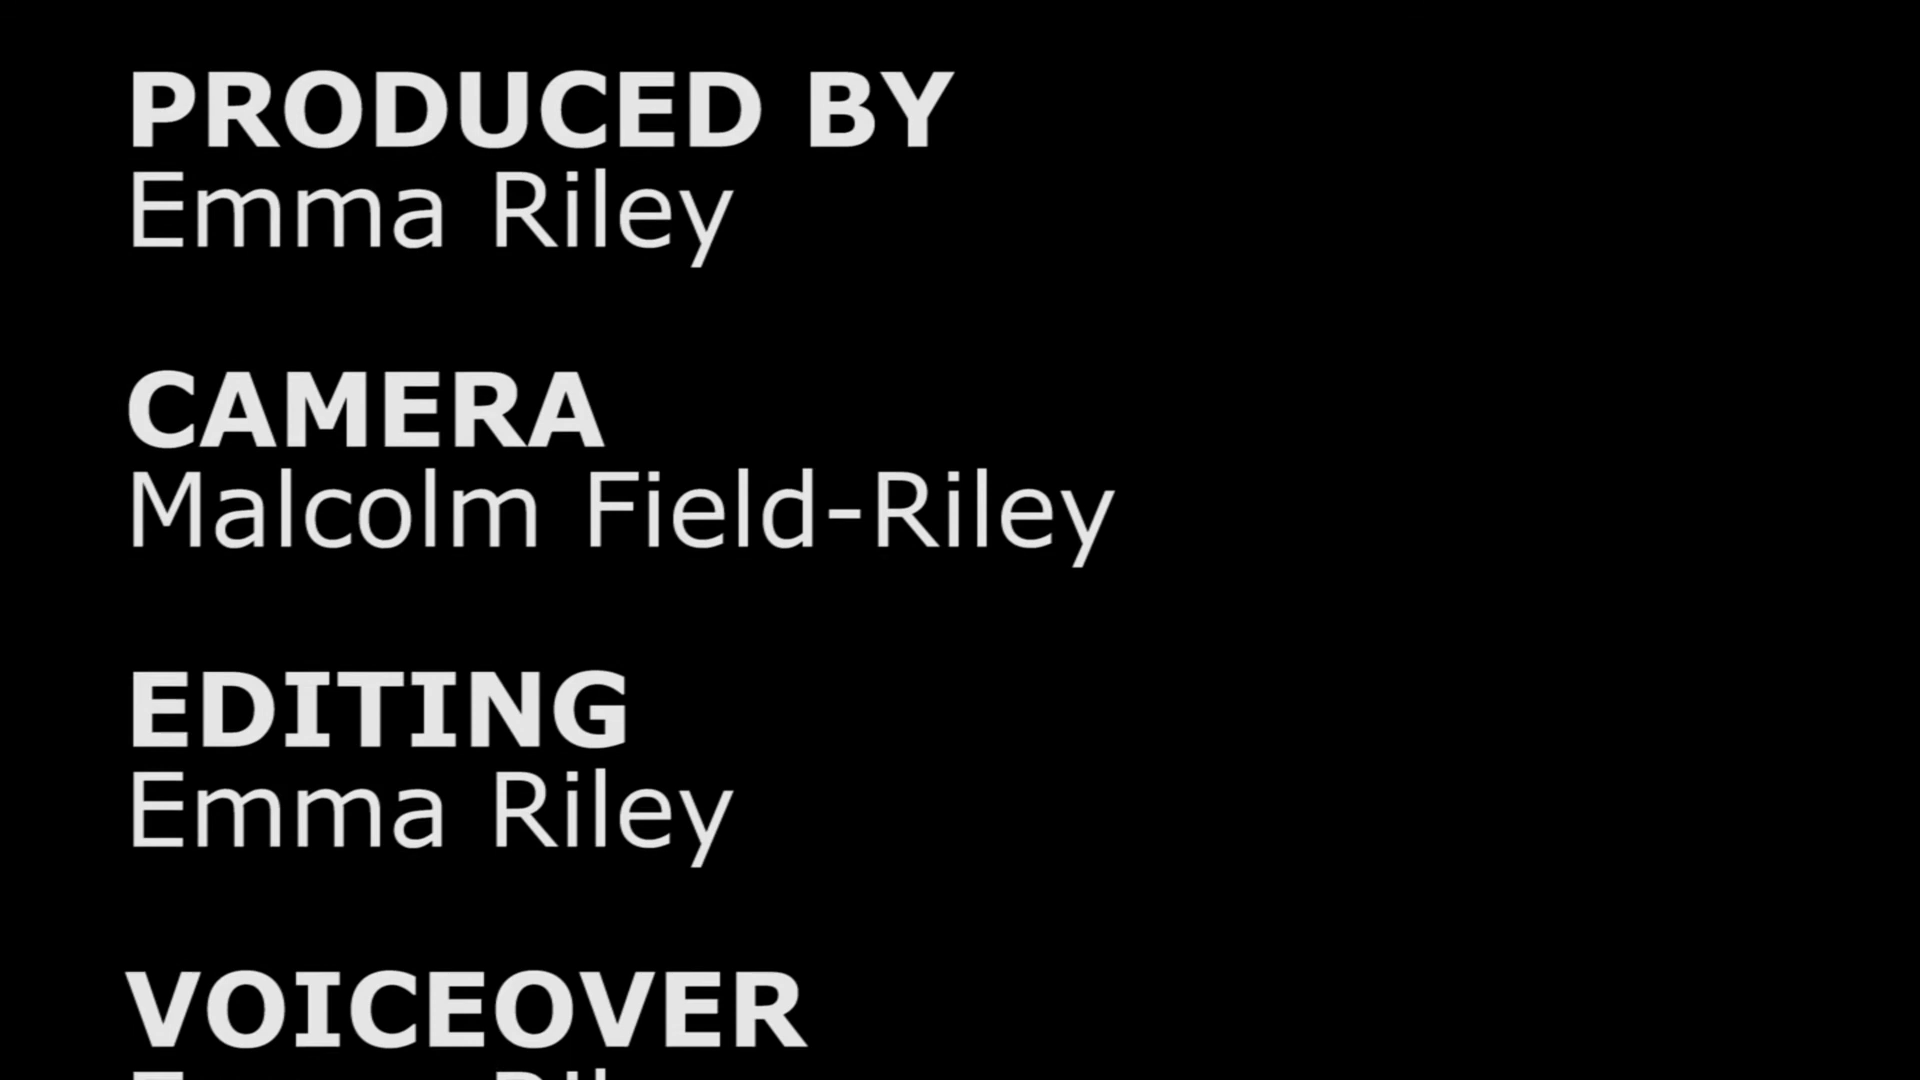 PRODUCED BY
Emma Riley
CAMERA
Malcolm Field-Riley
EDITING
Emma Riley
VOICEOVER